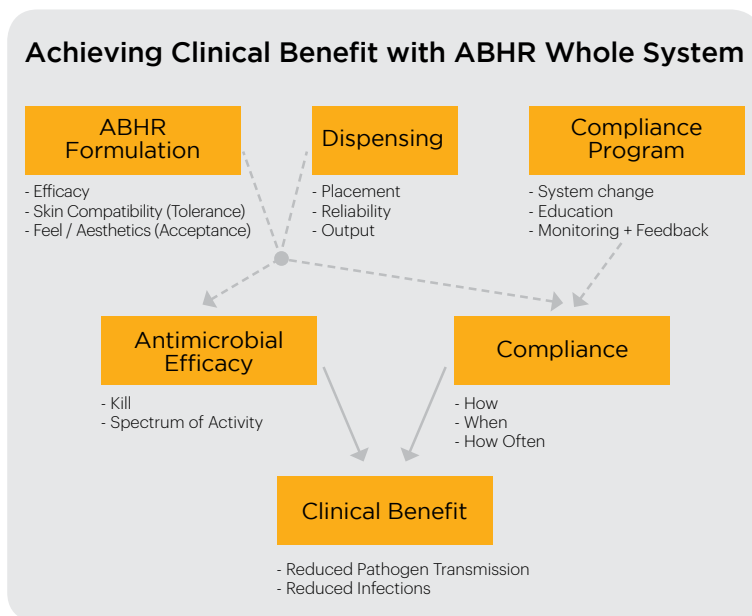 Achieving Clinical Benefit with ABHR Whole System
ABHR
Formulation
- Efficacy
- Skin Compatibility (Tolerance)
- Feel / Aesthetics (Acceptance)
Dispensing
- Placement
- Reliability
- Output
Compliance
Program
- System change
- Education
- Monitoring + Feedback
Antimicrobial
Efficacy
- Kill
- Spectrum of Activity
Compliance
- How
- When
- How Often
Clinical Benefit
- Reduced Pathogen Transmission
- Reduced Infections